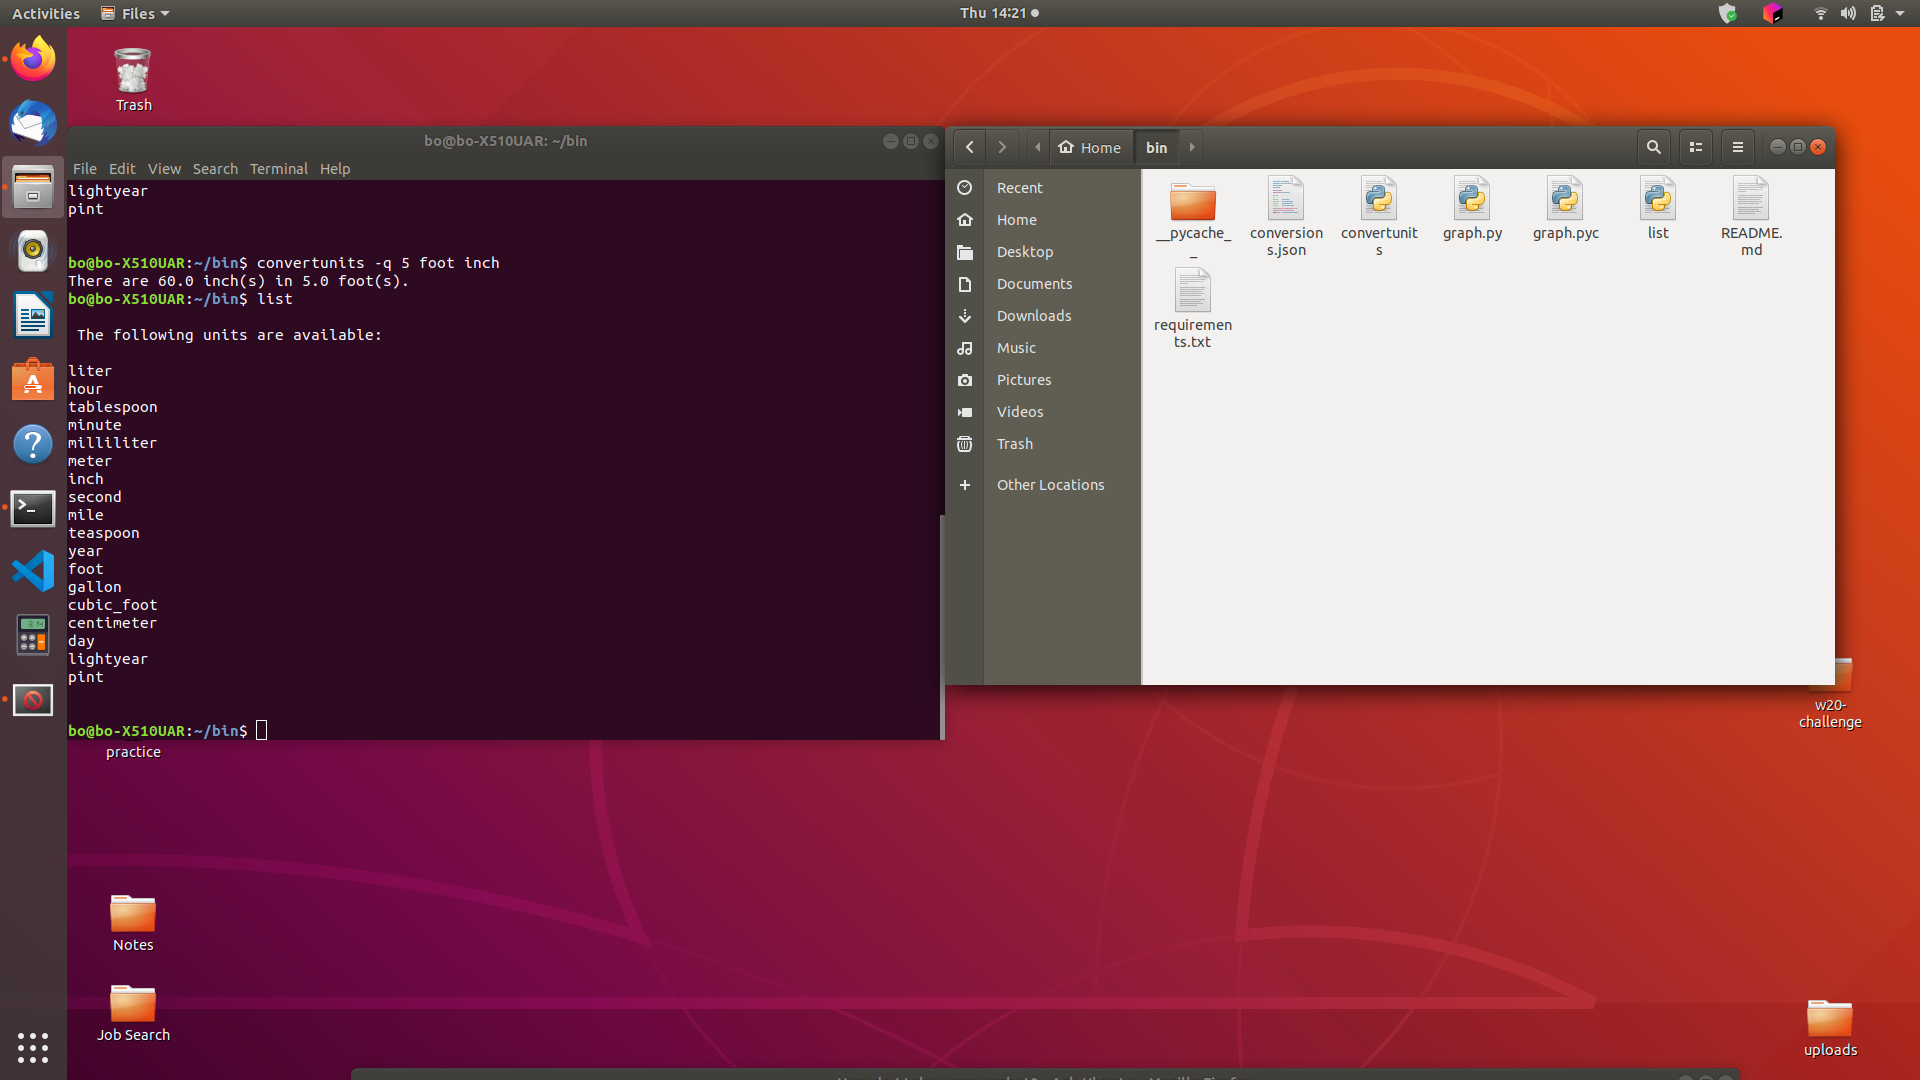 Activities
Files
Thu 14:21
Trash
bo@bo-X510UAR: ~/bin
File Edit View Search Terminal Help
lightyear
pint
bo@bo-X510UAR:~/bin$ convertunits -q 5 foot inch
There are 60.0 inch(s) in 5.0 foot(s).
bo@bo-X510UAR:~/bin$ list
The following units are available:
liter
hour
tablespoon
minute
milliliter
meter
inch
second
mile
teaspoon
year
foot
gallon
cubic_foot
centimeter
day
lightyear
pint
bo@bo-X510UAR:~/bin$
Home
bin
Recent
Home
Desktop
Documents
Downloads
Music
Pictures
Videos
Trash
Other Locations
__pycache_
_
conversion
s.json
convertunit
s
graph.py
graph.pyc
list
README.
md
requiremen
ts.txt
practice
Notes
Job Search
w20-
challenge
uploads